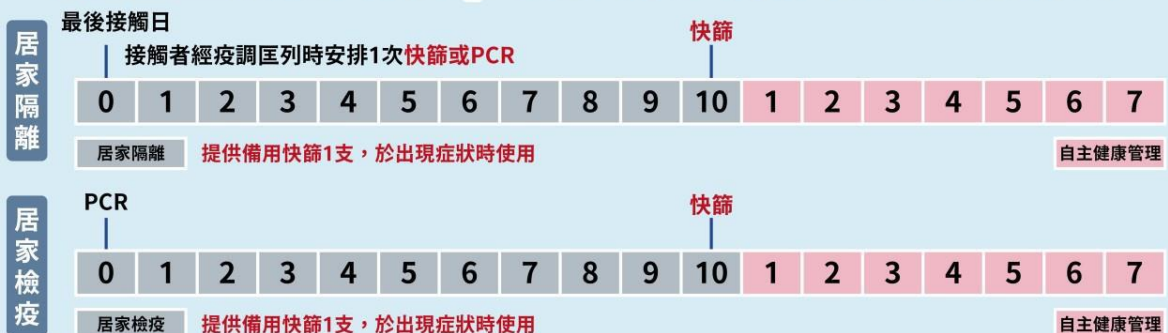 居家隔離
最後接觸日
接觸者經疫調匡列時安排1次快篩或PCR
快篩
0 1 2 3 4 5 6 7 8 9 10 1 2 3 4 5 6 7
居家隔離 提供備用快篩1支，於出現症狀時使用 自主健康管理
居家檢疫
PCR
快篩
0 1 2 3 4 5 6 7 8 9 10 1 2 3 4 5 6 7
居家檢疫 提供備用快篩1支，於出現症狀時使用 自主健康管理